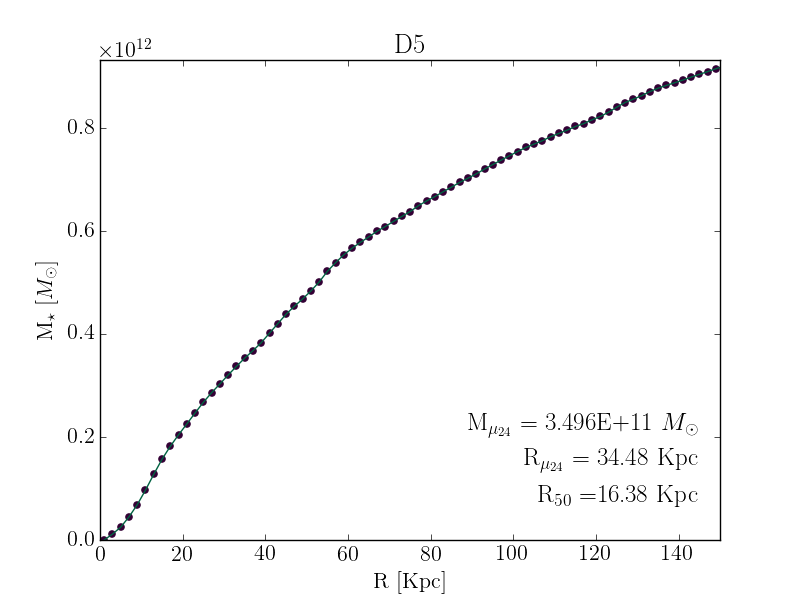 D5
×10¹²
0.8
0.6
0.4
0.2
0.0
M⋆ [M⊙]
M_μ₂₄ = 3.496E+11 M⊙
R_μ₂₄ = 34.48 Kpc
R₅₀ =16.38 Kpc
0 20 40 60 80 100 120 140
R [Kpc]